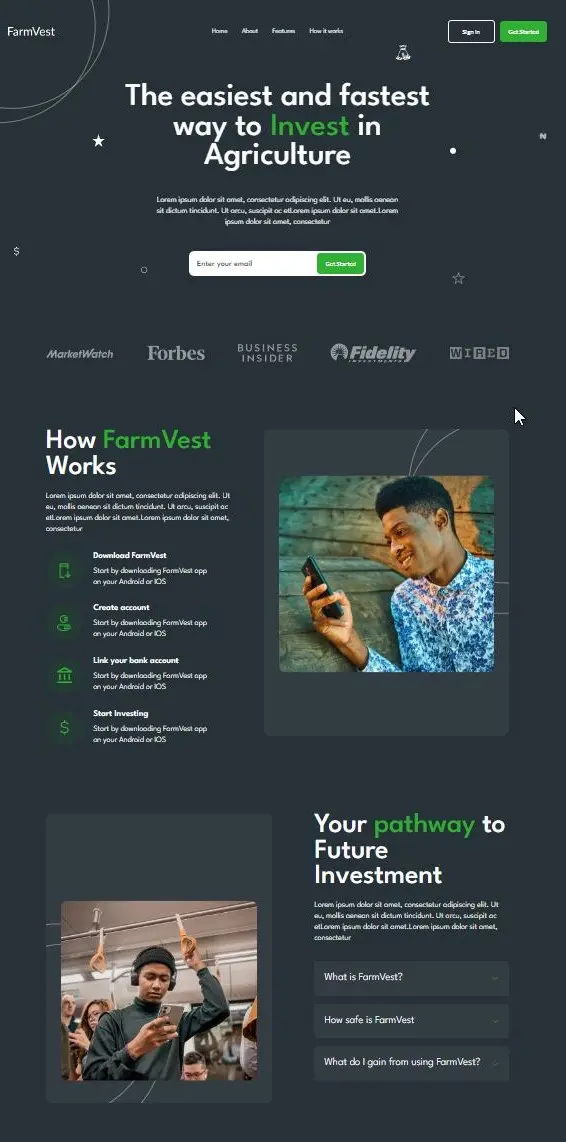 FarmVest
Home About Features How it works
Sign in Get Started
The easiest and fastest
way to Invest in
Agriculture
Lorem ipsum dolor sit amet, consectetur adipiscing elit. Ut eu, mollis aenean
sit dictum tincidunt. Ut arcu, suscipit ac etLorem ipsum dolor sit amet.Lorem
ipsum dolor sit amet, consectetur
Enter your email Get Started
MarketWatch Forbes BUSINESS INSIDER Fidelity INVESTMENTS WIRED
How FarmVest
Works
Lorem ipsum dolor sit amet, consectetur adipiscing elit. Ut
eu, mollis aenean sit dictum tincidunt. Ut arcu, suscipit ac
etLorem ipsum dolor sit amet.Lorem ipsum dolor sit amet,
consectetur
Download FarmVest
Start by downloading FarmVest app
on your Android or IOS
Create account
Start by downloading FarmVest app
on your Android or IOS
Link your bank account
Start by downloading FarmVest app
on your Android or IOS
Start Investing
Start by downloading FarmVest app
on your Android or IOS
Your pathway to
Future
Investment
Lorem ipsum dolor sit amet, consectetur adipiscing elit. Ut
eu, mollis aenean sit dictum tincidunt. Ut arcu, suscipit ac
etLorem ipsum dolor sit amet.Lorem ipsum dolor sit amet,
consectetur
What is FarmVest?
How safe is FarmVest
What do I gain from using FarmVest?